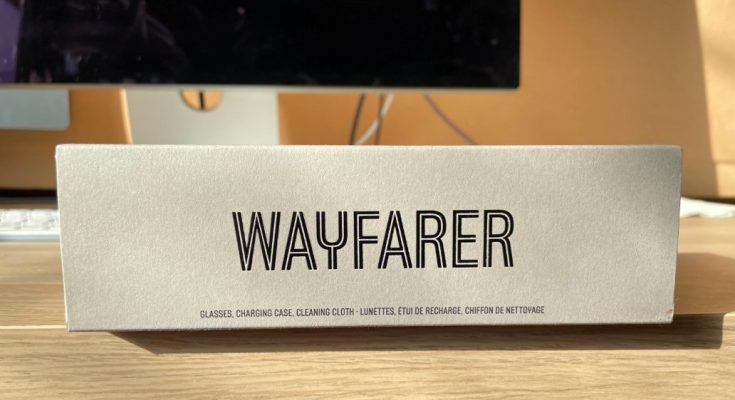 WAYFARER
GLASSES, CHARGING CASE, CLEANING CLOTH · LUNETTES, ÉTUI DE RECHARGE, CHIFFON DE NETTOYAGE